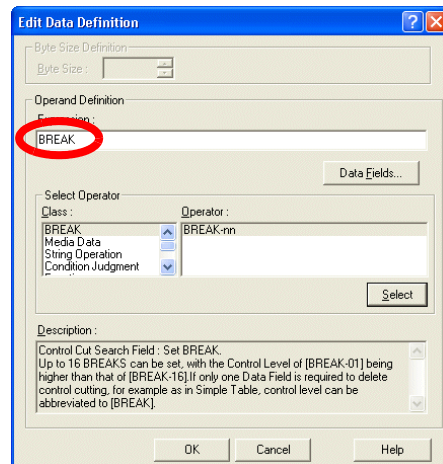 Edit Data Definition
Byte Size Definition
Byte Size :
Operand Definition
Expression :
BREAK
Data Fields...
Select Operator
Class :
Operator :
BREAK
BREAK-nn
Media Data
String Operation
Condition Judgment
Select
Description :
Control Cut Search Field : Set BREAK.
Up to 16 BREAKS can be set, with the Control Level of [BREAK-01] being
higher than that of [BREAK-16].If only one Data Field is required to delete
control cutting, for example as in Simple Table, control level can be
abbreviated to [BREAK].
OK
Cancel
Help